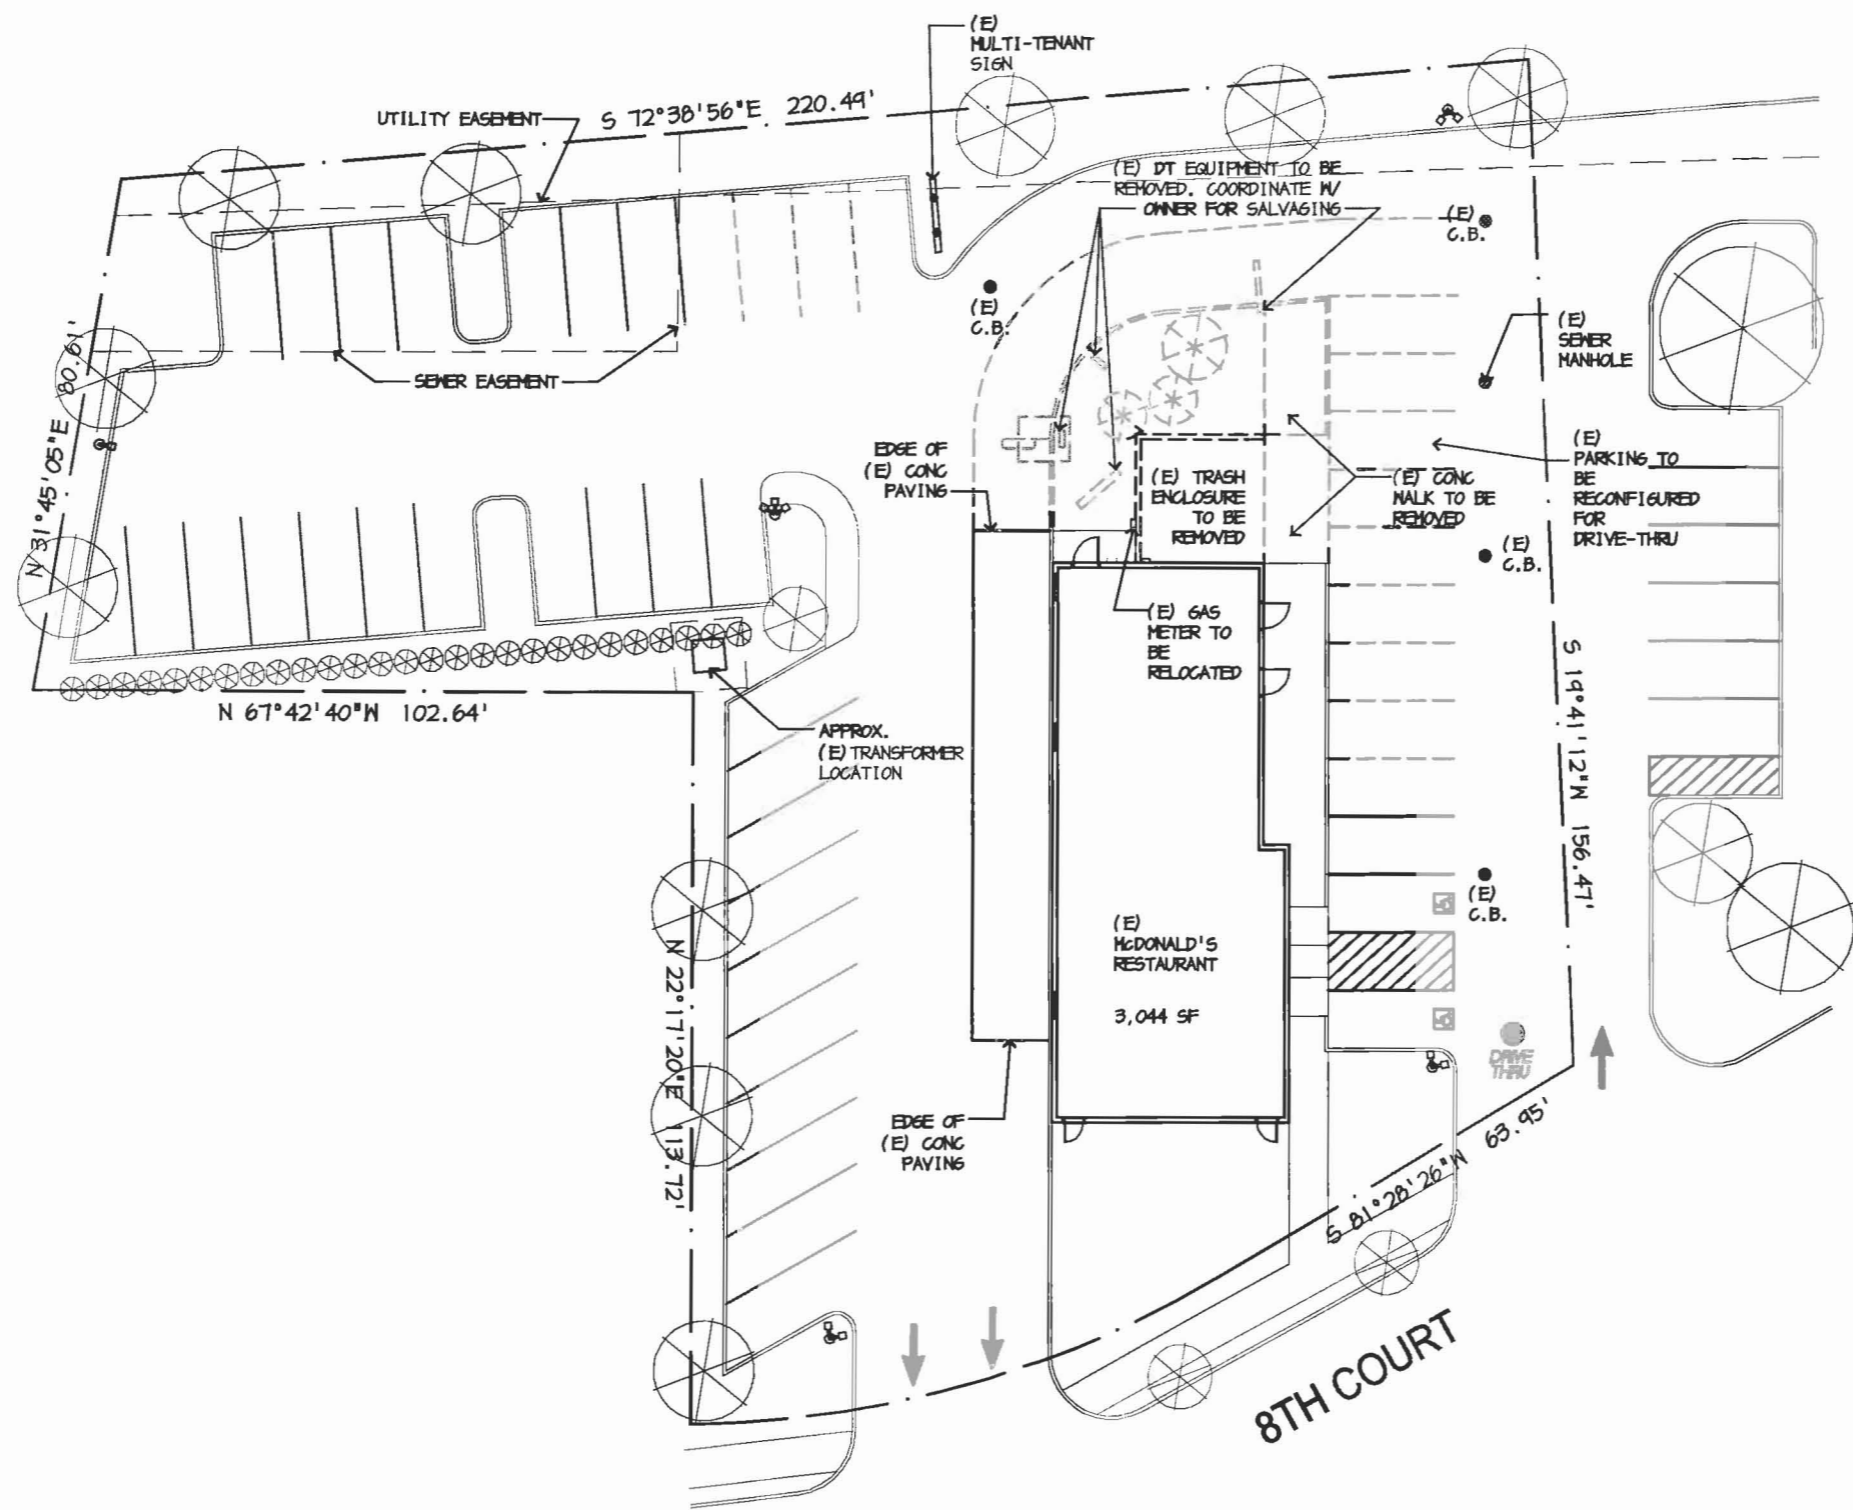 (E)
MULTI-TENANT
SIGN
UTILITY EASEMENT
S 72°38'56"E 220.49'
(E) DT EQUIPMENT TO BE
REMOVED. COORDINATE W/
OWNER FOR SALVAGING
(E)
C.B.
(E)
C.B.
(E)
SEWER
MANHOLE
SEWER EASEMENT
N 31°45'05"E 80.61'
EDGE OF
(E) CONC
PAVING
(E) TRASH
ENCLOSURE
TO BE
REMOVED
(E) CONC
WALK TO BE
REMOVED
(E)
PARKING TO
BE
RECONFIGURED
FOR
DRIVE-THRU
(E)
C.B.
(E) GAS
METER TO
BE
RELOCATED
N 67°42'40"W 102.64'
APPROX.
(E) TRANSFORMER
LOCATION
S 19°41'12"W 156.47'
(E)
C.B.
(E)
McDONALD'S
RESTAURANT
3,044 SF
N 22°17'20"E 113.72'
DRIVE
THRU
EDGE OF
(E) CONC
PAVING
S 81°28'26"W 63.95'
8TH COURT